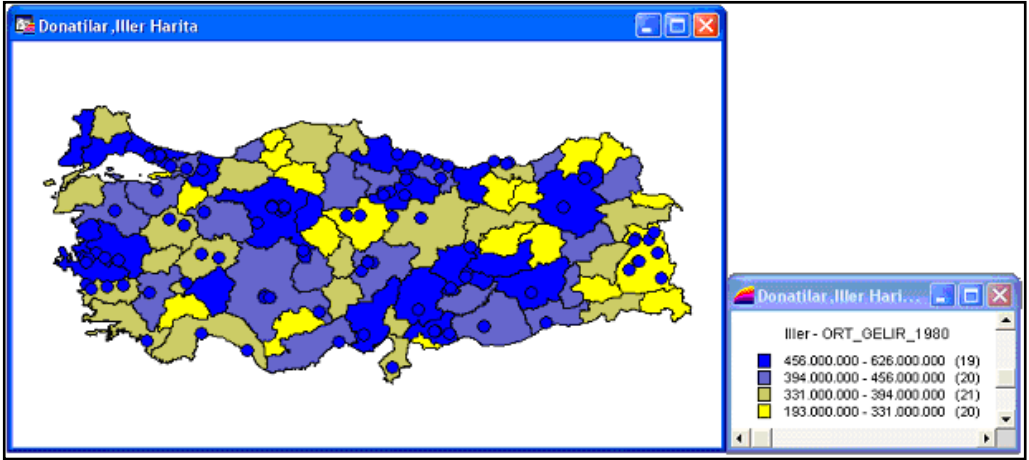 Donatilar ,Iller Harita
Donatilar ,Iller Hari...
Iller - ORT_GELIR_1980
456.000.000 - 626.000.000 (19)
394.000.000 - 456.000.000 (20)
331.000.000 - 394.000.000 (21)
193.000.000 - 331.000.000 (20)